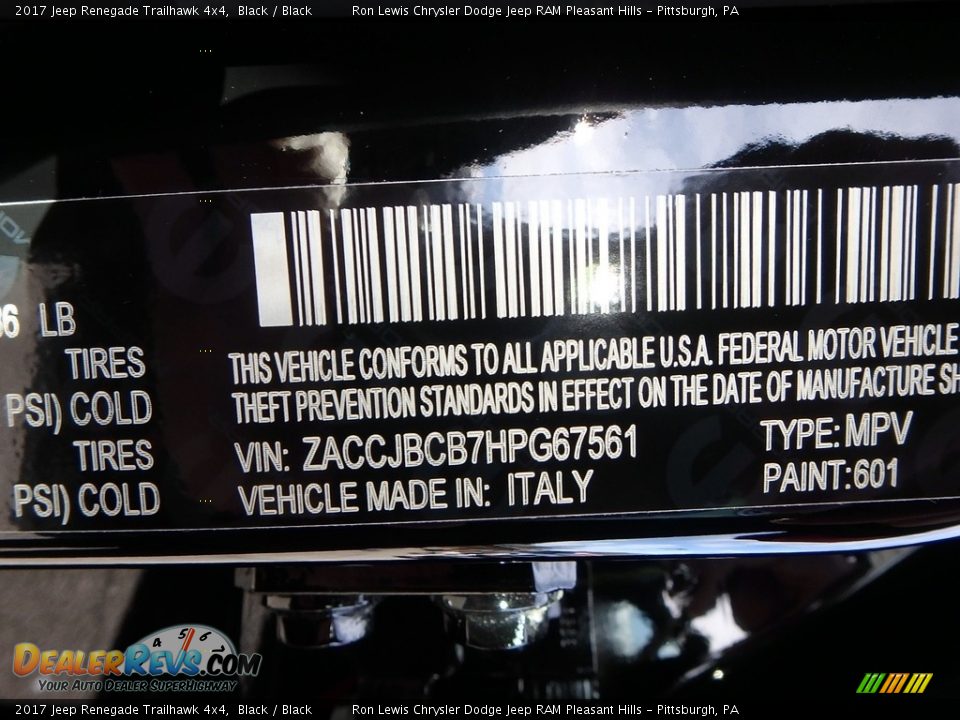 2017 Jeep Renegade Trailhawk 4x4, Black / Black Ron Lewis Chrysler Dodge Jeep RAM Pleasant Hills - Pittsburgh, PA
LB
TIRES
PSI) COLD
TIRES
PSI) COLD
THIS VEHICLE CONFORMS TO ALL APPLICABLE U.S.A. FEDERAL MOTOR VEHICLE
THEFT PREVENTION STANDARDS IN EFFECT ON THE DATE OF MANUFACTURE SH
VIN: ZACCJBCB7HPG67561 TYPE: MPV
VEHICLE MADE IN: ITALY PAINT: 601
4 5 6
DEALERREVS.COM
Your Auto Dealer SuperHighway
2017 Jeep Renegade Trailhawk 4x4, Black / Black Ron Lewis Chrysler Dodge Jeep RAM Pleasant Hills - Pittsburgh, PA